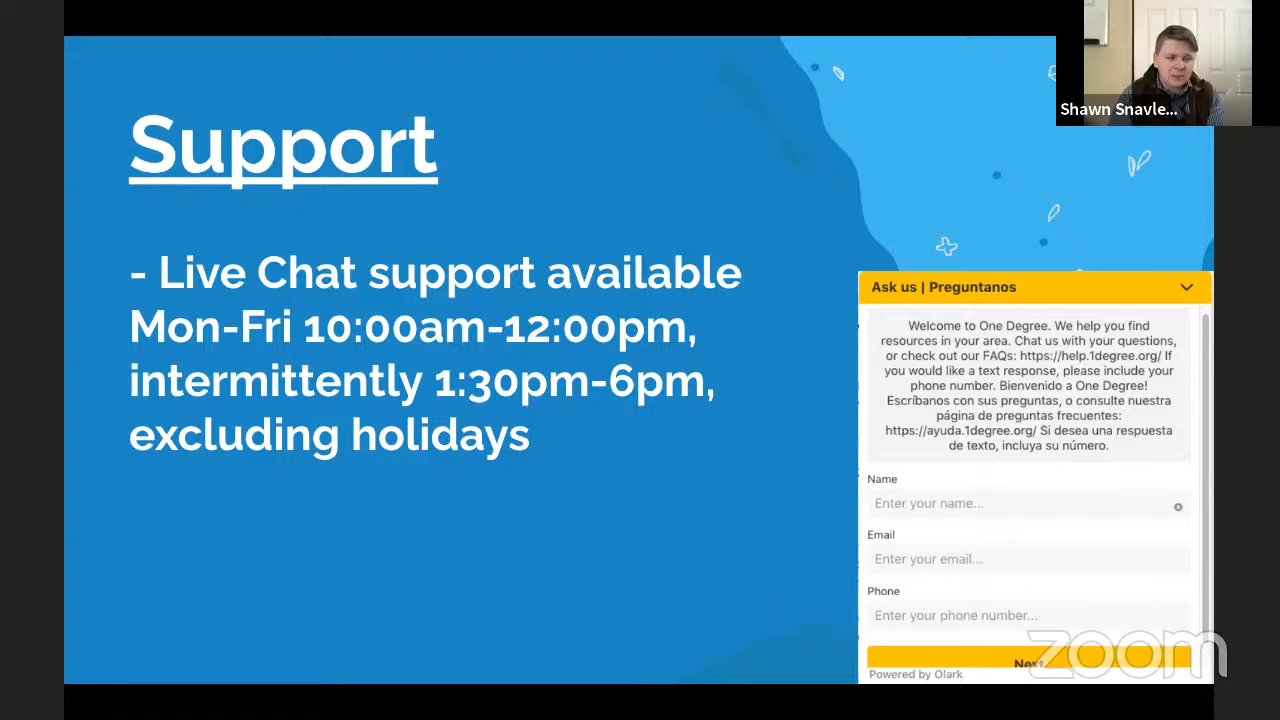 Support
- Live Chat support available
Mon-Fri 10:00am-12:00pm,
intermittently 1:30pm-6pm,
excluding holidays
Shawn Snavle...
Ask us | Preguntanos
Welcome to One Degree. We help you find
resources in your area. Chat us with your questions,
or check out our FAQs: https://help.1degree.org/ If
you would like a text response, please include your
phone number. Bienvenido a One Degree!
Escríbanos con sus preguntas, o consulte nuestra
página de preguntas frecuentes:
https://ayuda.1degree.org/ Si desea una respuesta
de texto, incluya su número.
Name
Enter your name...
Email
Enter your email...
Phone
Enter your phone number...
Next
Powered by Olark
zoom